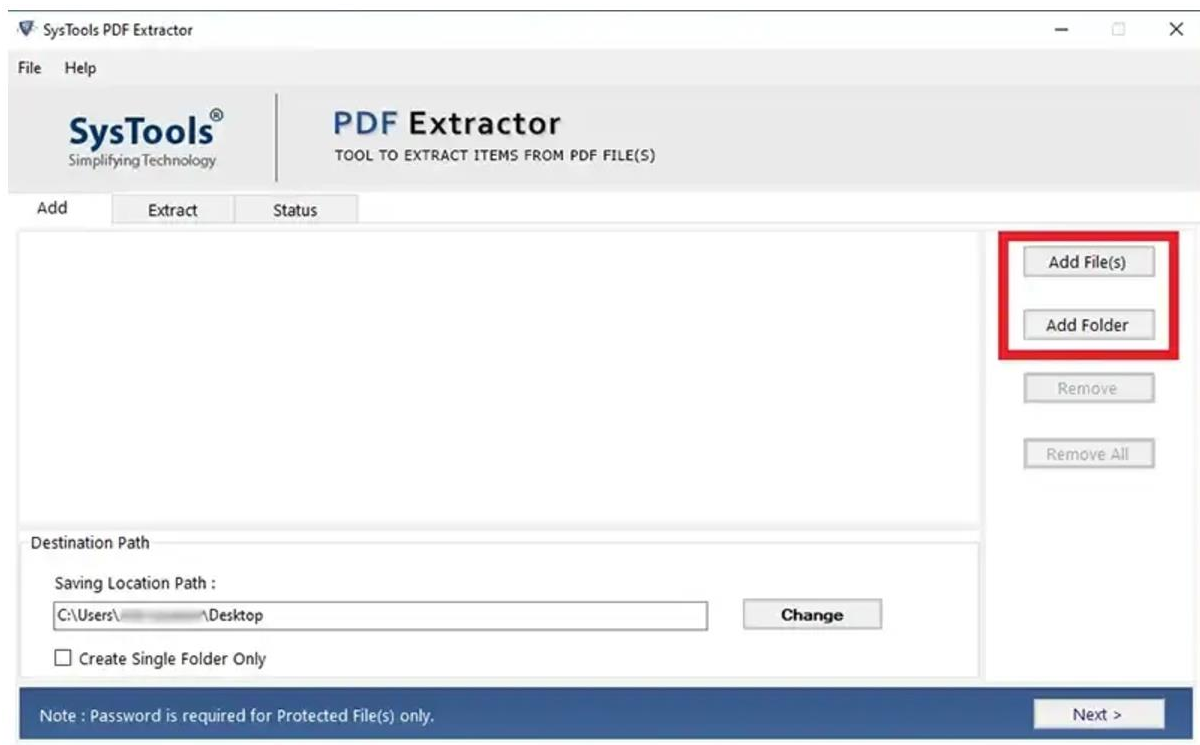 SysTools PDF Extractor
File Help
SysTools®
Simplifying Technology
PDF Extractor
TOOL TO EXTRACT ITEMS FROM PDF FILE(S)
Add Extract Status
Add File(s)
Add Folder
Remove
Remove All
Destination Path
Saving Location Path :
C:\Users\ \Desktop
Change
Create Single Folder Only
Note : Password is required for Protected File(s) only.
Next >